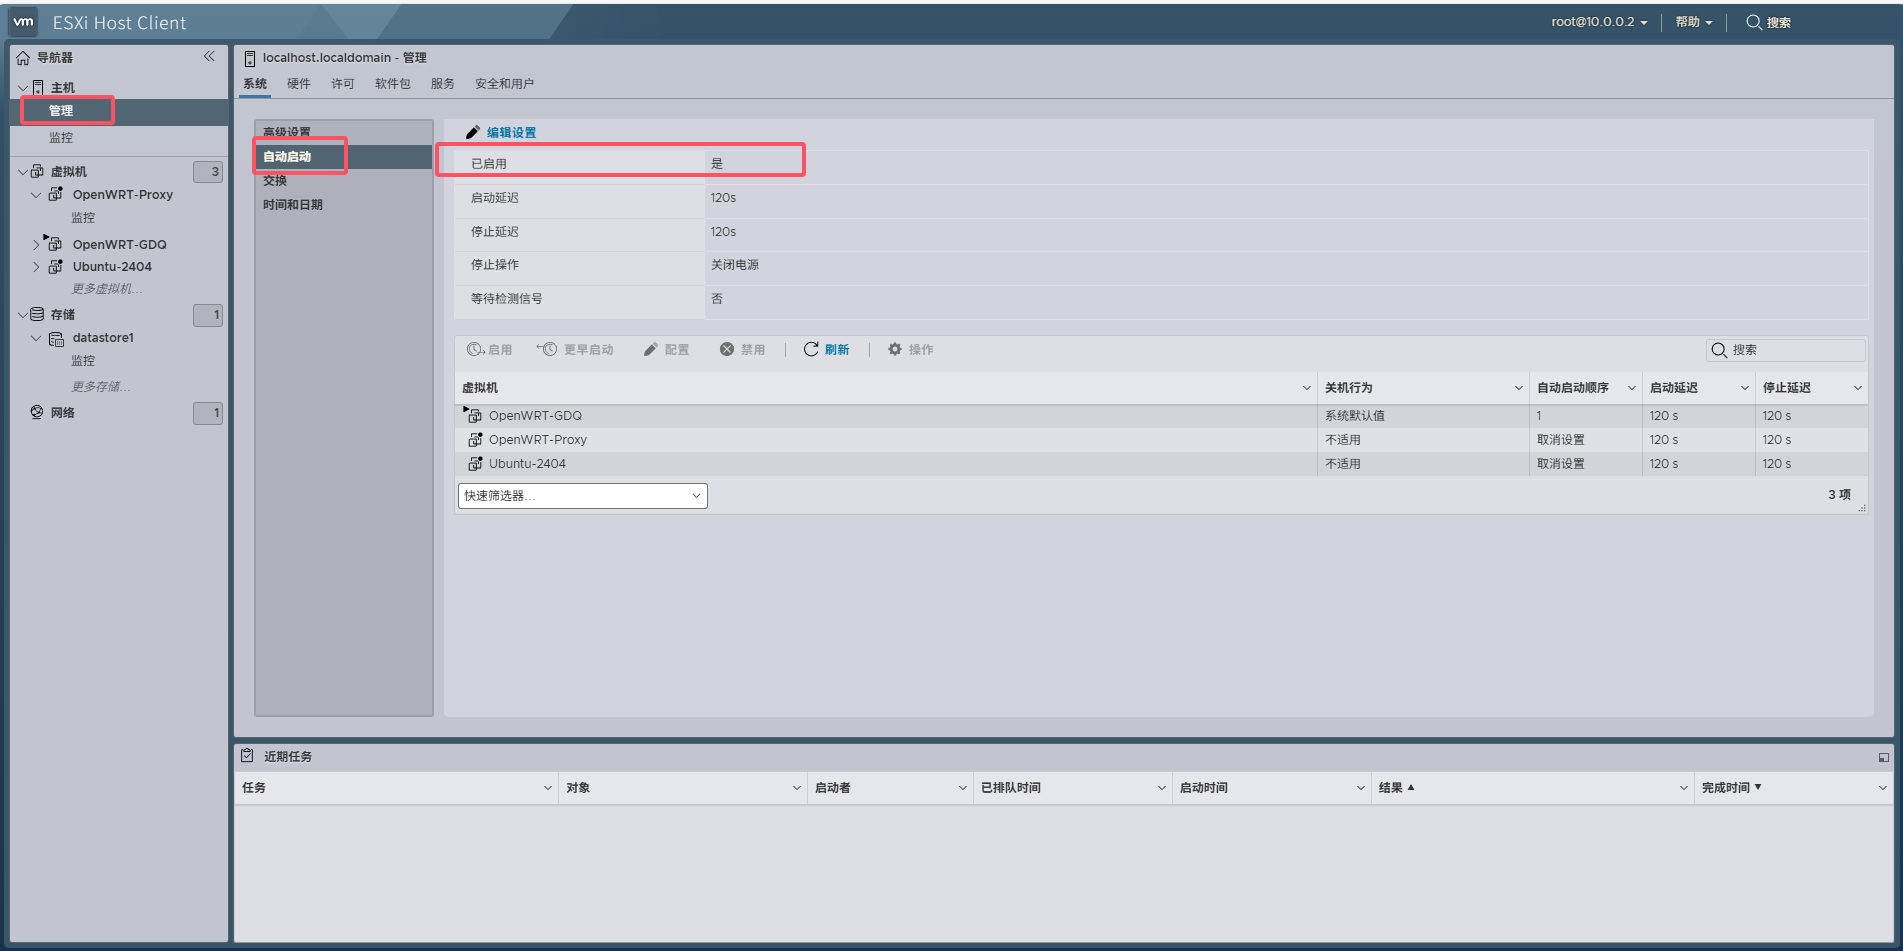 vm ESXi Host Client
root@10.0.0.2
帮助
搜索
导航器
主机
管理
监控
虚拟机 3
OpenWRT-Proxy
监控
OpenWRT-GDQ
Ubuntu-2404
更多虚拟机...
存储 1
datastore1
监控
更多存储...
网络 1
localhost.localdomain - 管理
系统 硬件 许可 软件包 服务 安全和用户
高级设置
自动启动
交换
时间和日期
编辑设置
已启用 是
启动延迟 120s
停止延迟 120s
停止操作 关闭电源
等待检测信号 否
启用 更早启动 配置 禁用 刷新 操作 搜索
虚拟机 关机行为 自动启动顺序 启动延迟 停止延迟
OpenWRT-GDQ 系统默认值 1 120 s 120 s
OpenWRT-Proxy 不适用 取消设置 120 s 120 s
Ubuntu-2404 不适用 取消设置 120 s 120 s
快速筛选器... 3 项
近期任务
任务 对象 启动者 已排队时间 启动时间 结果 ▲ 完成时间 ▼